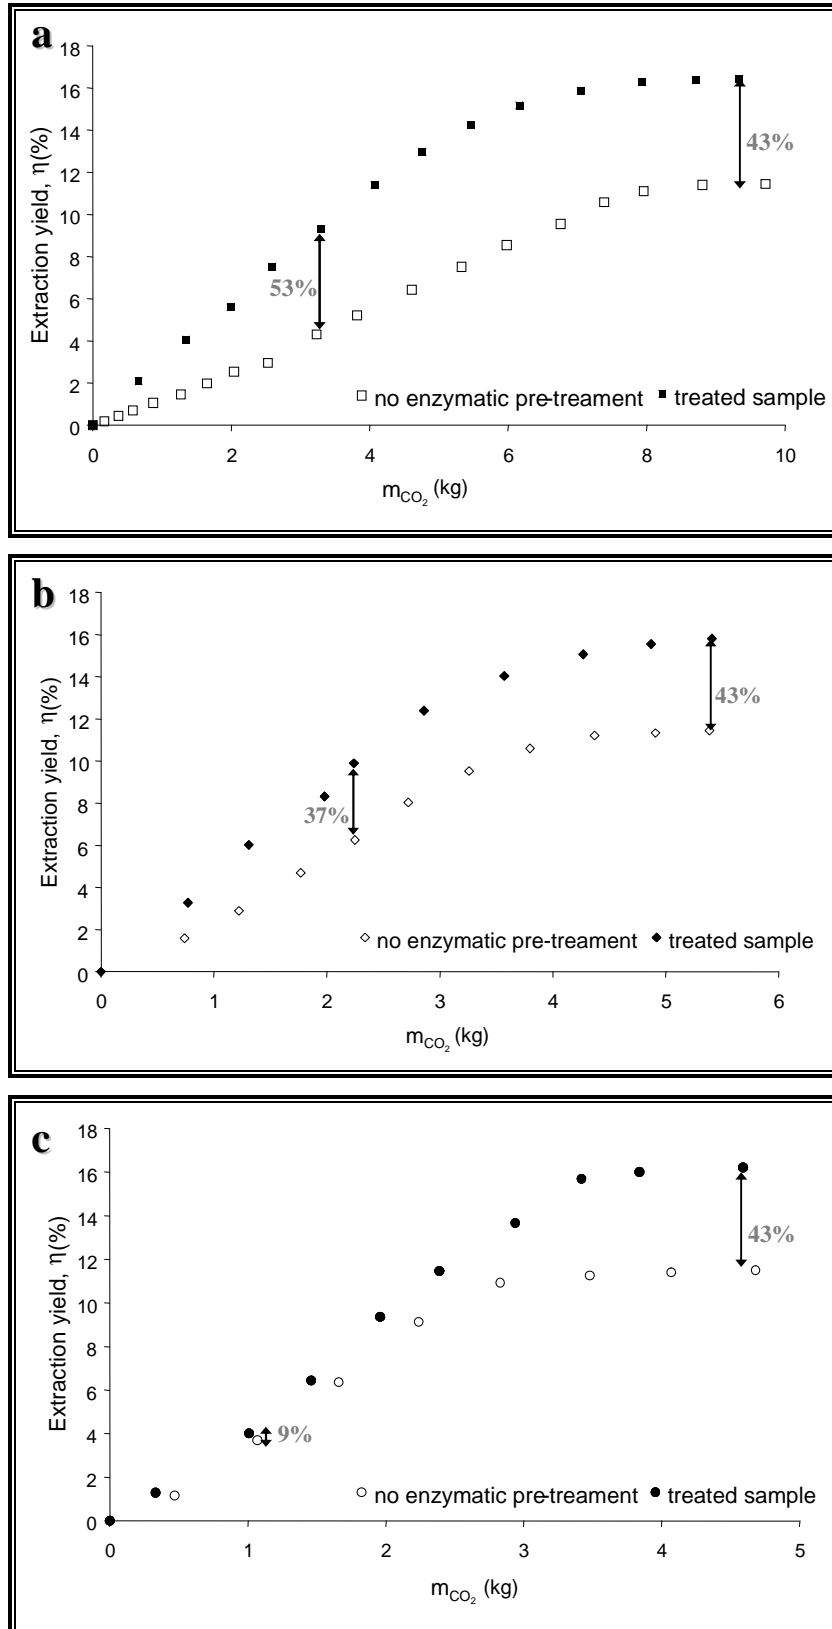 a
18
16
14
12
10
8
6
4
2
0
Extraction yield, η(%)
43%
53%
□ no enzymatic pre-treament ■ treated sample
0 2 4 6 8 10
mCO2 (kg)
b
18
16
14
12
10
8
6
4
2
0
Extraction yield, η(%)
43%
37%
◇ no enzymatic pre-treament ◆ treated sample
0 1 2 3 4 5 6
mCO2 (kg)
c
18
16
14
12
10
8
6
4
2
0
Extraction yield, η(%)
43%
9%
○ no enzymatic pre-treament ● treated sample
0 1 2 3 4 5
mCO2 (kg)